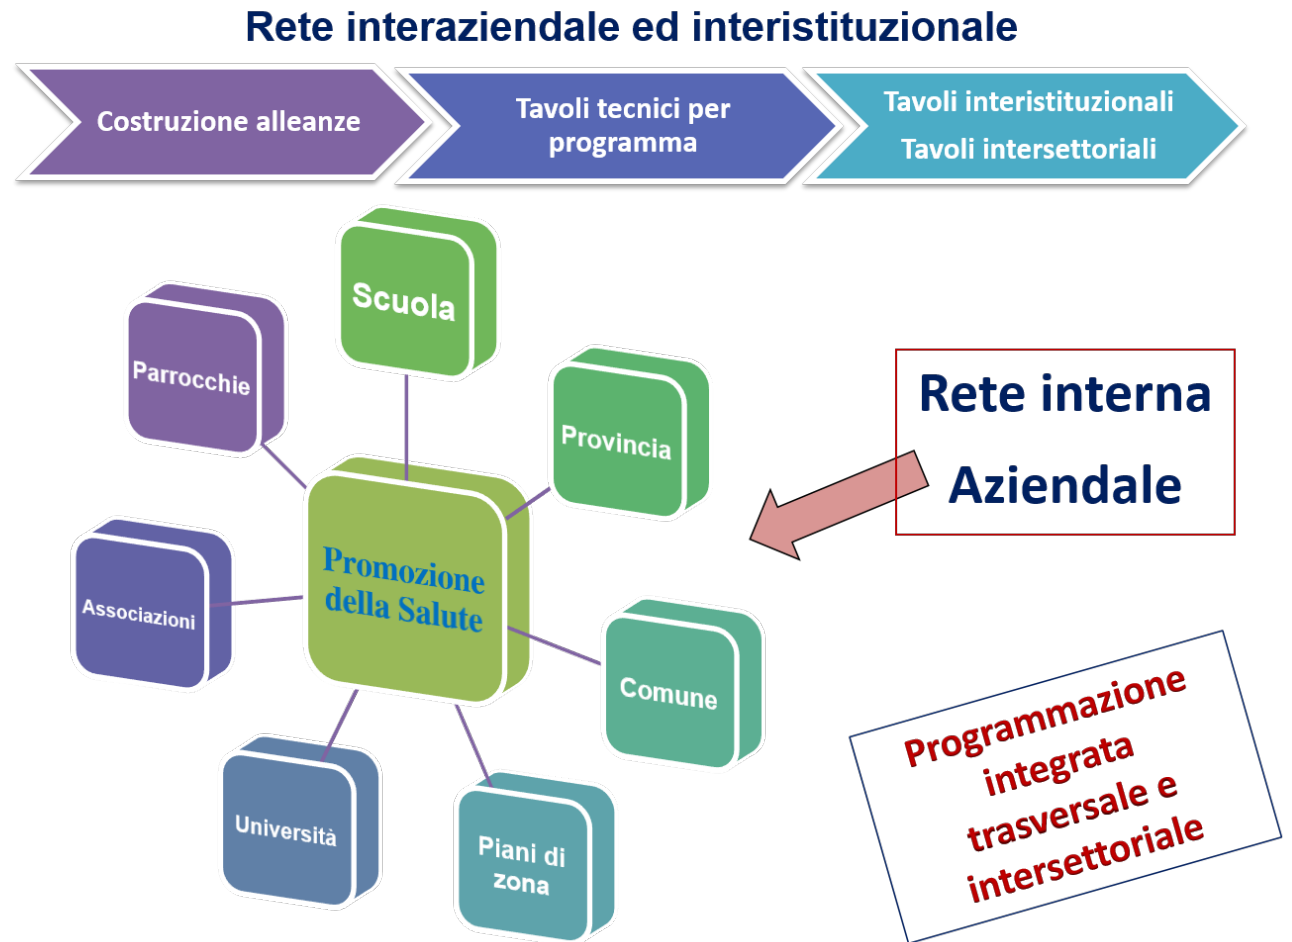 Rete interaziendale ed interistituzionale
Costruzione alleanze
Tavoli tecnici per
programma
Tavoli interistituzionali
Tavoli intersettoriali
Scuola
Parrocchie
Provincia
Rete interna
Aziendale
Promozione
della Salute
Associazioni
Comune
Università
Piani di
zona
Programmazione
integrata
trasversale e
intersettoriale